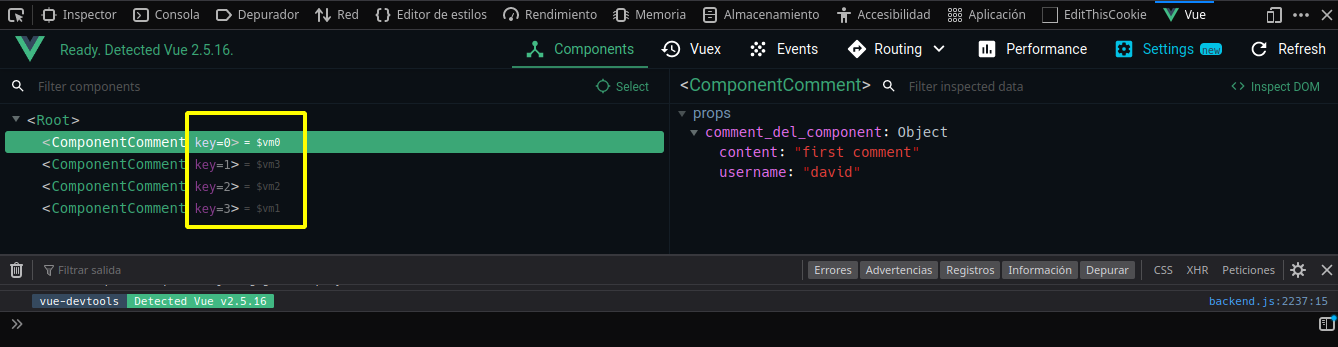 Inspector Consola Depurador Red {} Editor de estilos Rendimiento Memoria Almacenamiento Accesibilidad Aplicación EditThisCookie Vue
Ready. Detected Vue 2.5.16. Components Vuex Events Routing Performance Settings new Refresh
Filter components Select <ComponentComment> Filter inspected data <> Inspect DOM
<Root> props
<ComponentComment key=0> = $vm0 comment_del_component: Object
<ComponentComment key=1> = $vm3 content: "first comment"
<ComponentComment key=2> = $vm2 username: "david"
<ComponentComment key=3> = $vm1
Filtrar salida Errores Advertencias Registros Información Depurar CSS XHR Peticiones
vue-devtools Detected Vue v2.5.16 backend.js:2237:15
>>